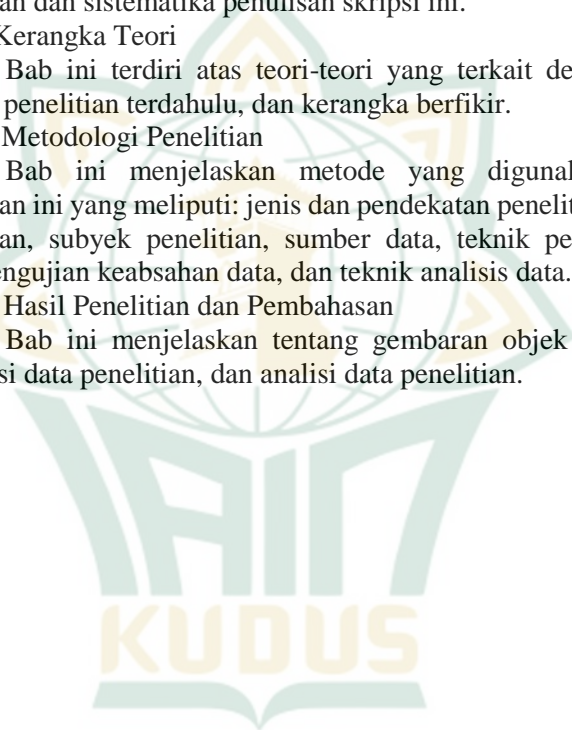 an dan sistematika penulisan skripsi ini.
Kerangka Teori
Bab ini terdiri atas teori-teori yang terkait de
penelitian terdahulu, dan kerangka berfikir.
Metodologi Penelitian
Bab ini menjelaskan metode yang diguna
an ini yang meliputi: jenis dan pendekatan penelit
an, subyek penelitian, sumber data, teknik pe
engujian keabsahan data, dan teknik analisis data.
Hasil Penelitian dan Pembahasan
Bab ini menjelaskan tentang gembaran objek
si data penelitian, dan analisi data penelitian.
IAIN
KUDUS